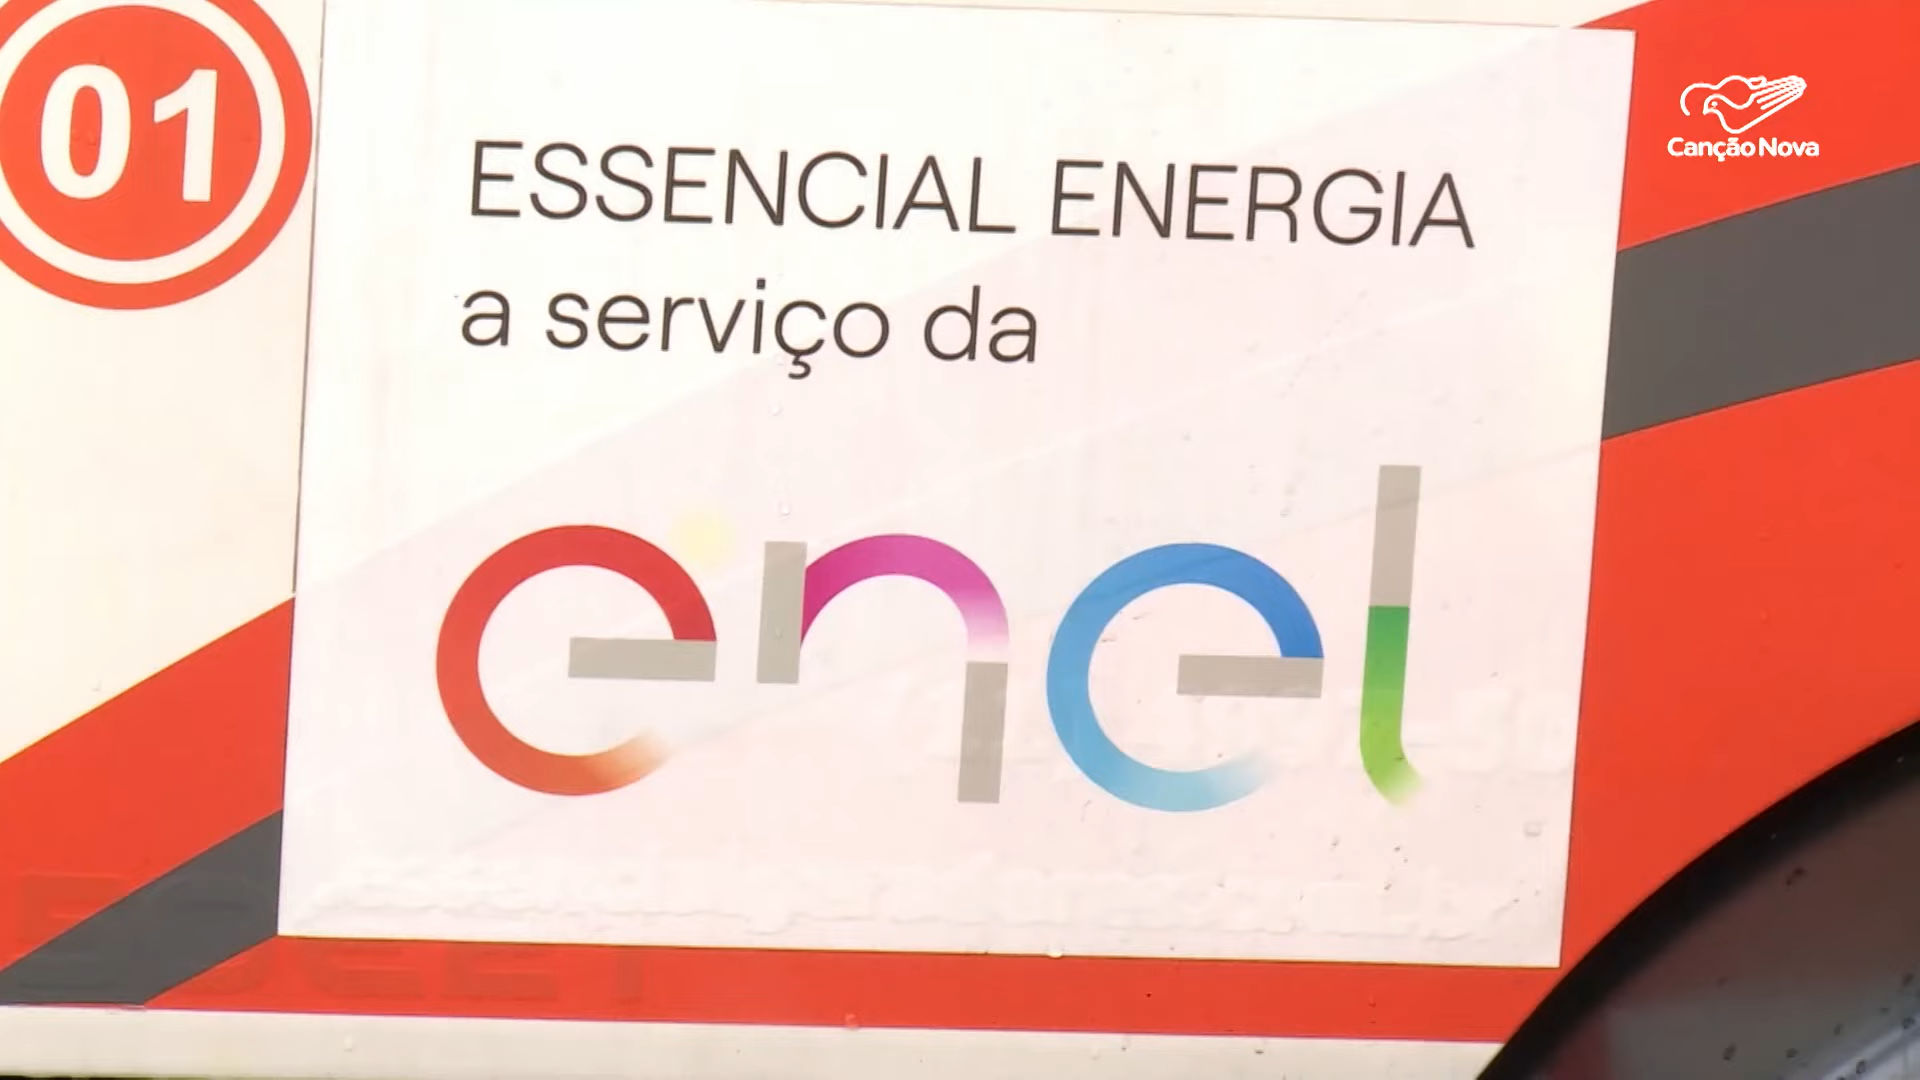 01
ESSENCIAL ENERGIA
a serviço da
enel
Canção Nova